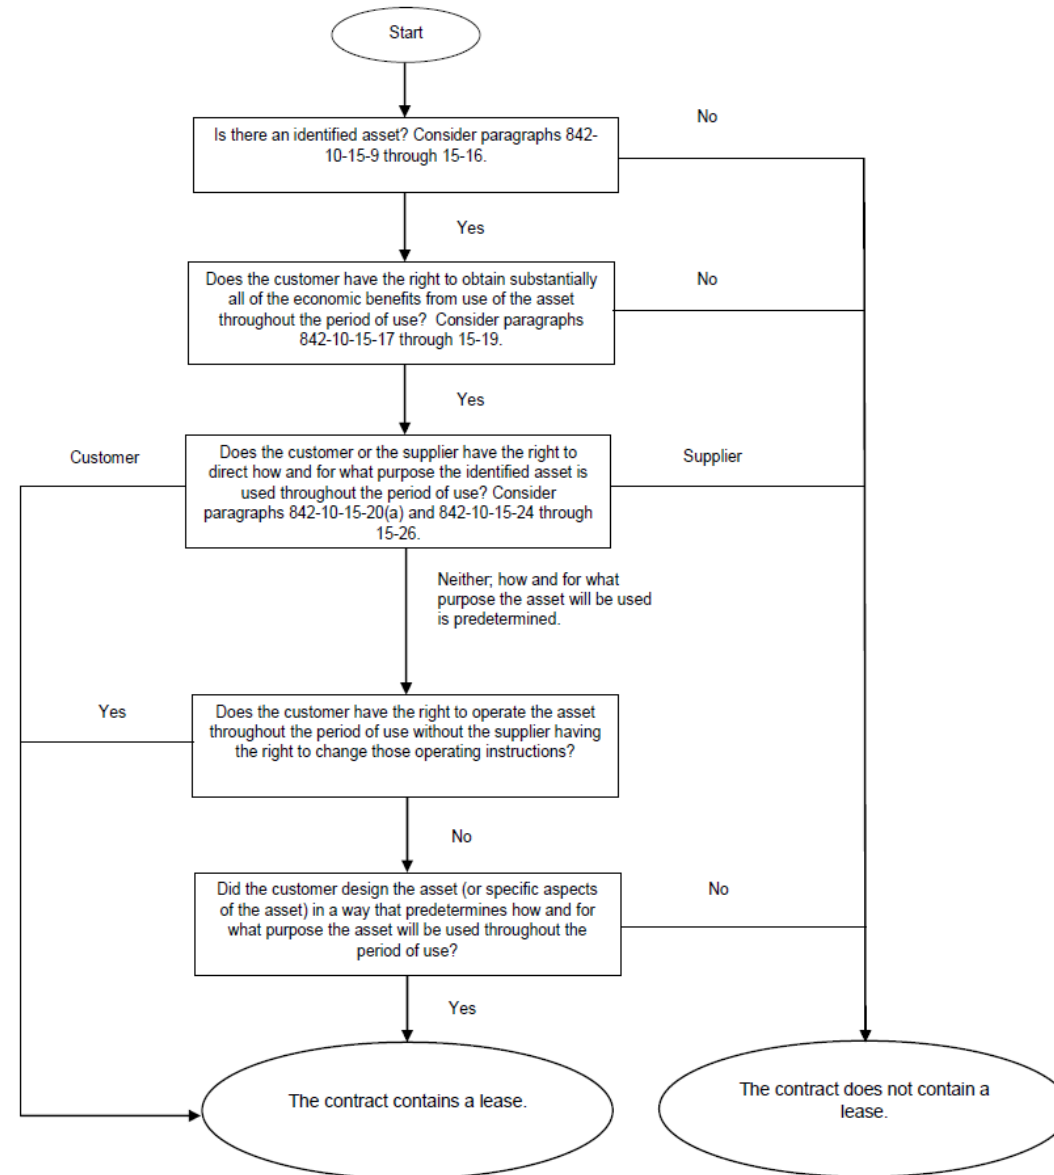 Start
No
Is there an identified asset? Consider paragraphs 842-
10-15-9 through 15-16.
Yes
Does the customer have the right to obtain substantially
all of the economic benefits from use of the asset
throughout the period of use?  Consider paragraphs
842-10-15-17 through 15-19.
No
Yes
Customer
Does the customer or the supplier have the right to
direct how and for what purpose the identified asset is
used throughout the period of use? Consider
paragraphs 842-10-15-20(a) and 842-10-15-24 through
15-26.
Supplier
Neither; how and for what
purpose the asset will be used
is predetermined.
Yes
Does the customer have the right to operate the asset
throughout the period of use without the supplier having
the right to change those operating instructions?
No
Did the customer design the asset (or specific aspects
of the asset) in a way that predetermines how and for
what purpose the asset will be used throughout the
period of use?
No
Yes
The contract contains a lease.
The contract does not contain a
lease.